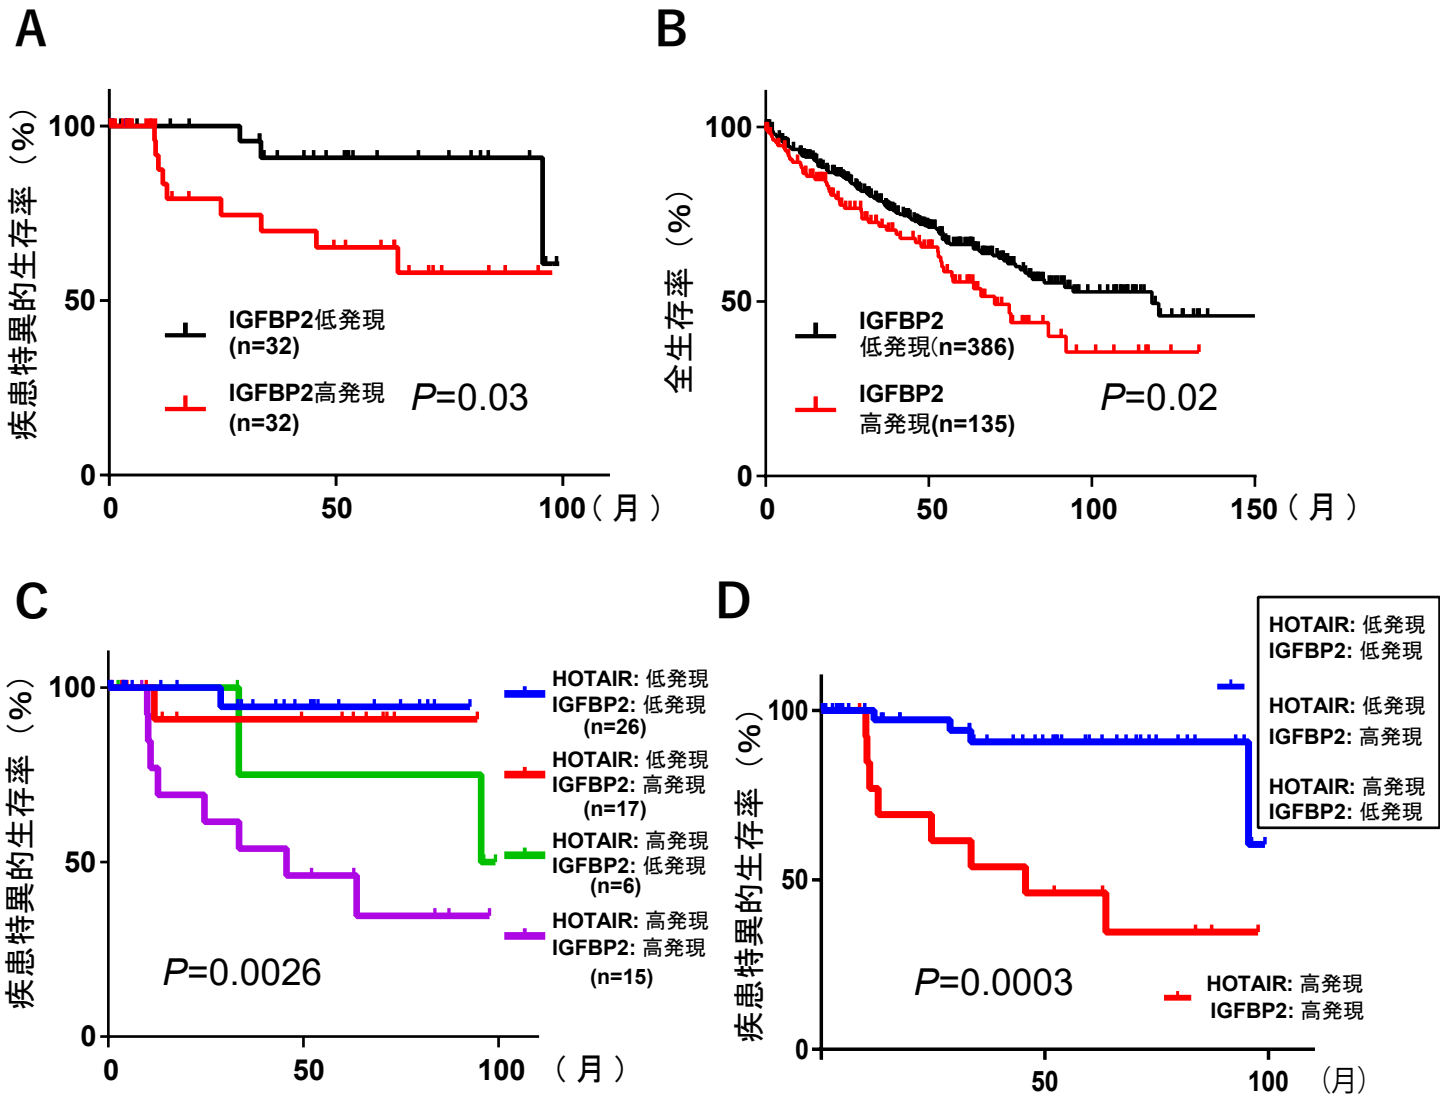 A
疾患特異的生存率（%）
100
50
0
0
50
100
（月）
IGFBP2低発現
(n=32)
IGFBP2高発現
(n=32)
P=0.03
B
全生存率（%）
100
50
0
0
50
100
150
（月）
IGFBP2
低発現(n=386)
IGFBP2
高発現(n=135)
P=0.02
C
疾患特異的生存率（%）
100
50
0
0
50
100
（月）
HOTAIR: 低発現
IGFBP2: 低発現
(n=26)
HOTAIR: 低発現
IGFBP2: 高発現
(n=17)
HOTAIR: 高発現
IGFBP2: 低発現
(n=6)
HOTAIR: 高発現
IGFBP2: 高発現
(n=15)
P=0.0026
D
疾患特異的生存率（%）
100
50
0
50
100
（月）
HOTAIR: 低発現
IGFBP2: 低発現
HOTAIR: 低発現
IGFBP2: 高発現
HOTAIR: 高発現
IGFBP2: 低発現
P=0.0003
HOTAIR: 高発現
IGFBP2: 高発現